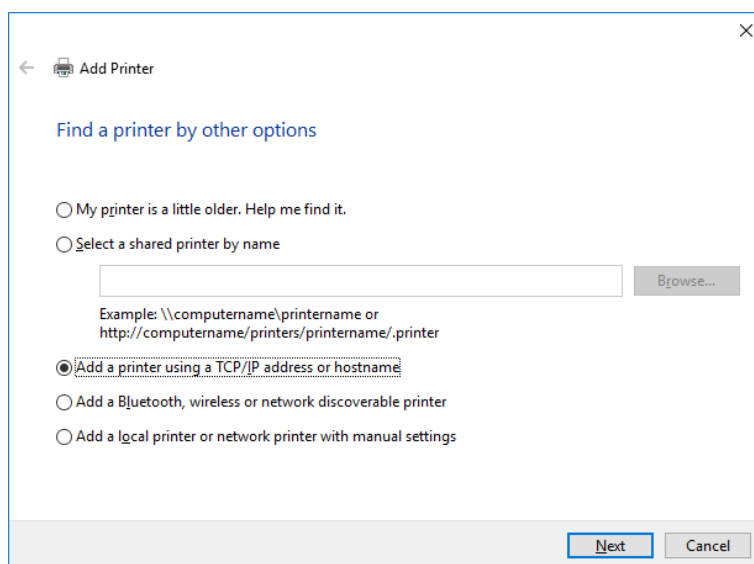 Add Printer
Find a printer by other options
My printer is a little older. Help me find it.
Select a shared printer by name
Browse...
Example: \\computername\printername or
http://computername/printers/printername/.printer
Add a printer using a TCP/IP address or hostname
Add a Bluetooth, wireless or network discoverable printer
Add a local printer or network printer with manual settings
Next Cancel